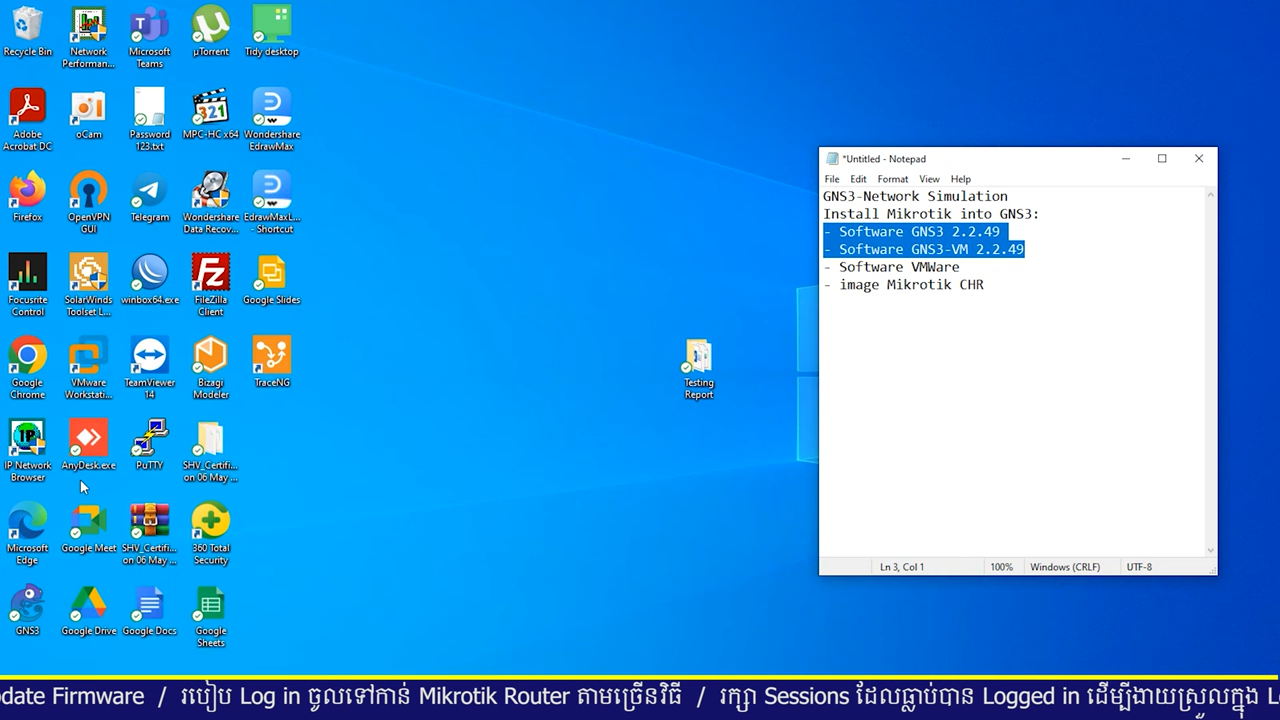 Recycle Bin
Network
Performan...
Microsoft
Teams
µTorrent
Tidy desktop
Adobe
Acrobat DC
oCam
Password
123.txt
MPC-HC x64
Wondershare
EdrawMax
Firefox
OpenVPN
GUI
Telegram
Wondershare
Data Recov...
EdrawMaxL...
- Shortcut
Focusrite
Control
SolarWinds
Toolset L...
winbox64.exe
FileZilla
Client
Google Slides
Google
Chrome
VMware
Workstati...
TeamViewer
14
Bizagi
Modeler
TraceNG
IP Network
Browser
AnyDesk.exe
PuTTY
SHV_Certifi...
on 06 May ...
Microsoft
Edge
Google Meet
SHV_Certifi...
on 06 May ...
360 Total
Security
GNS3
Google Drive
Google Docs
Google
Sheets
Testing
Report
*Untitled - Notepad
File Edit Format View Help
GNS3-Network Simulation
Install Mikrotik into GNS3:
- Software GNS3 2.2.49
- Software GNS3-VM 2.2.49
- Software VMWare
- image Mikrotik CHR
Ln 3, Col 1 100% Windows (CRLF) UTF-8
pdate Firmware / របៀប Log in ចូលទៅកាន់ Mikrotik Router តាមច្រើនវិធី / រក្សា Sessions ដែលធ្លាប់បាន Logged in ដើម្បីងាយស្រួលក្នុង L